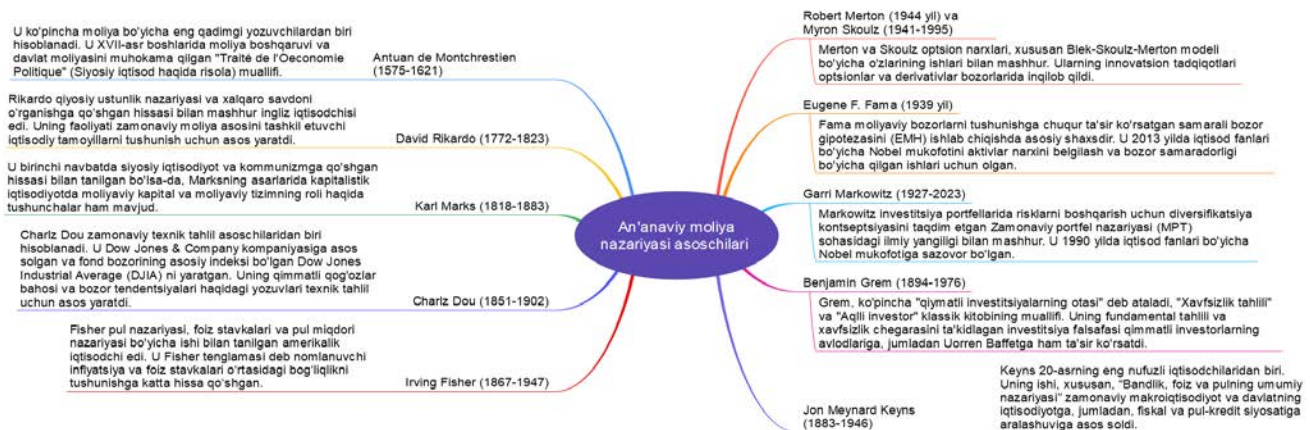 U ko'pincha moliya bo'yicha eng qadimgi yozuvchilardan biri
hisoblanadi. U XVII-asr boshlarida moliya boshqaruvi va
davlat moliyasini muhokama qilgan "Traitė de l'Oeconomie
Politique" (Siyosiy iqtisod haqida risola) muallifi.
Antuan de Montchrestien
(1575-1621)
Rikardo qiyosiy ustunlik nazariyasi va xalqaro savdoni
o'rganishga qo'shgan hissasi bilan mashhur ingliz iqtisodchisi
edi. Uning faoliyati zamonaviy moliya asosini tashkil etuvchi
iqtisodiy tamoyillarni tushunish uchun asos yaratdi.
David Rikardo (1772-1823)
U birinchi navbatda siyosiy iqtisodiyot va kommunizmga qo'shgan
hissasi bilan tanilgan bo'lsa-da, Marksning asarlarida kapitalistik
iqtisodiyotda moliyaviy kapital va moliyaviy tizimning roli haqida
tushunchalar ham mavjud.
Karl Marks (1818-1883)
Charlz Dou zamonaviy texnik tahlil asoschilaridan biri
hisoblanadi. U Dow Jones & Company kompaniyasiga asos
solgan va fond bozorining asosiy indeksi bo'lgan Dow Jones
Industrial Average (DJIA) ni yaratgan. Uning qimmatli qog'ozlar
bahosi va bozor tendentsiyalari haqidagi yozuvlari texnik tahlil
uchun asos yaratdi.
Charlz Dou (1851-1902)
Fisher pul nazariyasi, foiz stavkalari va pul miqdori
nazariyasi bo'yicha ishi bilan tanilgan amerikalik
iqtisodchi edi. U Fisher tenglamasi deb nomlanuvchi
inflyatsiya va foiz stavkalari o'rtasidagi bog'liqlikni
tushunishga katta hissa qo'shgan.
Irving Fisher (1867-1947)
An'anaviy moliya
nazariyasi asoschilari
Robert Merton (1944 yil) va
Myron Skoulz (1941-1995)
Merton va Skoulz optsion narxlari, xususan Blek-Skoulz-Merton modeli
bo'yicha o'zlarining ishlari bilan mashhur. Ularning innovatsion tadqiqotlari
optsionlar va derivativlar bozorlarida inqilob qildi.
Eugene F. Fama (1939 yil)
Fama moliyaviy bozorlarni tushunishga chuqur ta'sir ko'rsatgan samarali bozor
gipotezasini (EMH) ishlab chiqishda asosiy shaxsdir. U 2013 yilda iqtisod fanlari
bo'yicha Nobel mukofotini aktivlar narxini belgilash va bozor samaradorligi
bo'yicha qilgan ishlari uchun olgan.
Garri Markowitz (1927-2023)
Markowitz investitsiya portfellarida risklarni boshqarish uchun diversifikatsiya
kontseptsiyasini taqdim etgan Zamonaviy portfel nazariyasi (MPT)
sohasidagi ilmiy yangiligi bilan mashhur. U 1990 yilda iqtisod fanlari bo'yicha
Nobel mukofotiga sazovor bo'lgan.
Benjamin Grem (1894-1976)
Grem, ko'pincha "qiymatli investitsiyalarning otasi" deb ataladi, "Xavfsizlik tahlili"
va "Aqlli investor" klassik kitobining muallifi. Uning fundamental tahlili va
xavfsizlik chegarasini ta'kidlagan investitsiya falsafasi qimmatli investorlarning
avlodlariga, jumladan Uorren Baffetga ham ta'sir ko'rsatdi.
Jon Meynard Keyns
(1883-1946)
Keyns 20-asrning eng nufuzli iqtisodchilaridan biri.
Uning ishi, xususan, "Bandlik, foiz va pulning umumiy
nazariyasi" zamonaviy makroiqtisodiyot va davlatning
iqtisodiyotga, jumladan, fiskal va pul-kredit siyosatiga
aralashuviga asos soldi.